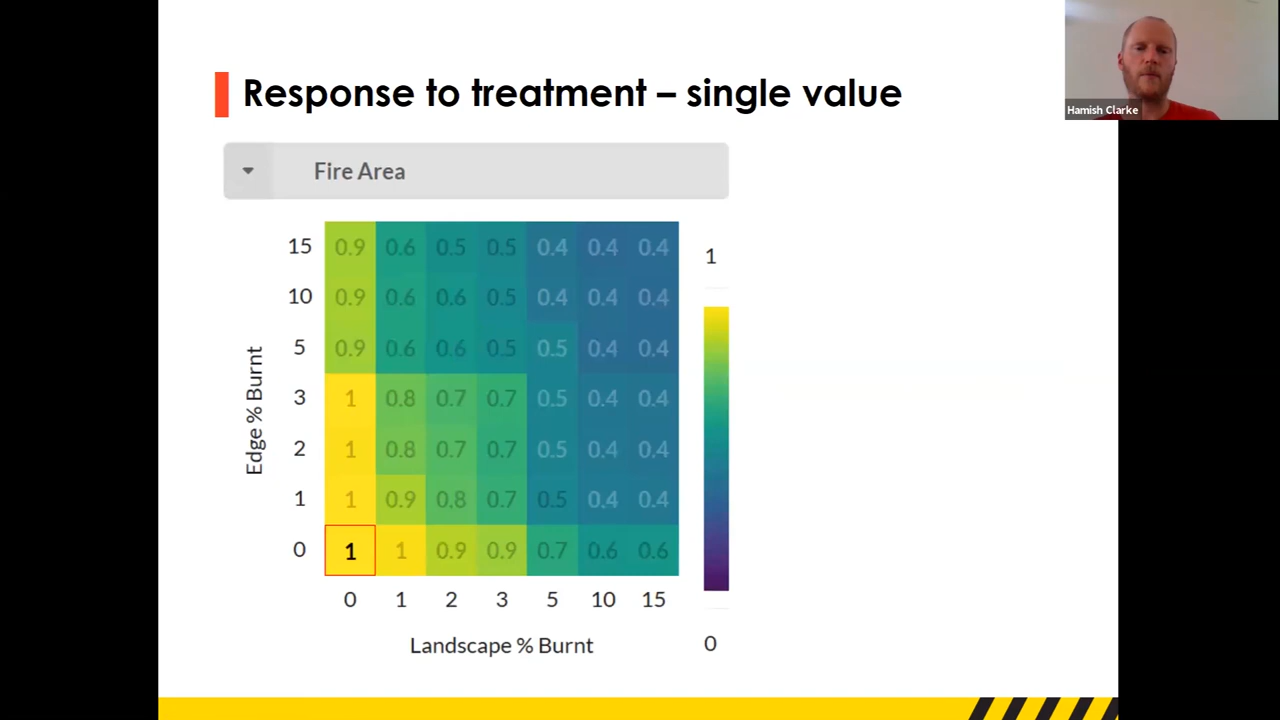 Response to treatment – single value
Hamish Clarke
Fire Area
15 0.9 0.6 0.5 0.5 0.4 0.4 0.4
1
10 0.9 0.6 0.6 0.5 0.4 0.4 0.4
5 0.9 0.6 0.6 0.5 0.5 0.4 0.4
3 1 0.8 0.7 0.7 0.5 0.4 0.4
Edge % Burnt
2 1 0.8 0.7 0.7 0.5 0.4 0.4
1 1 0.9 0.8 0.7 0.5 0.4 0.4
0 1 1 0.9 0.9 0.7 0.6 0.6
0 1 2 3 5 10 15
Landscape % Burnt
0